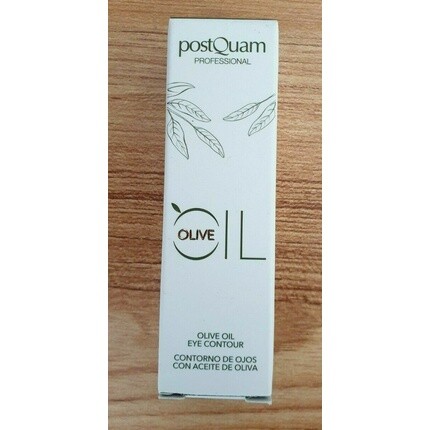 postQuam
PROFESSIONAL
OLIVE
OIL
OLIVE OIL
EYE CONTOUR
CONTORNO DE OJOS
CON ACEITE DE OLIVA